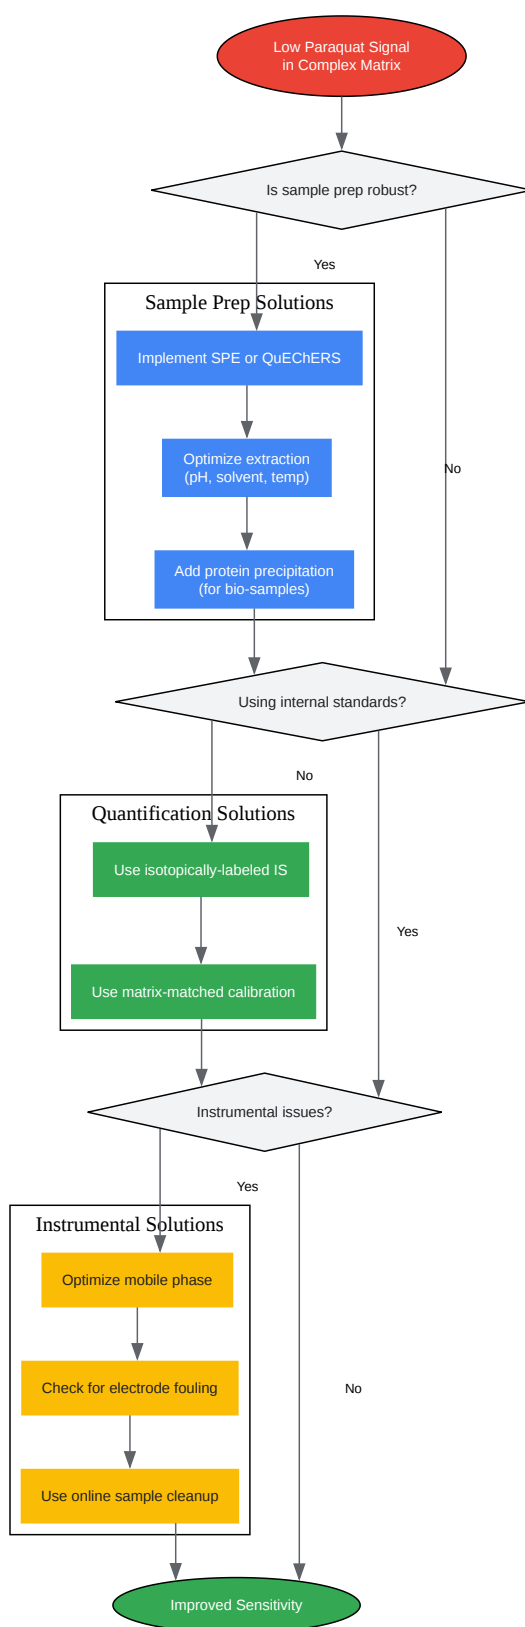 Low Paraquat Signal
in Complex Matrix
Is sample prep robust?
Yes
Sample Prep Solutions
Implement SPE or QuEChERS
Optimize extraction
(pH, solvent, temp)
No
Add protein precipitation
(for bio-samples)
Using internal standards?
No
Quantification Solutions
Use isotopically-labeled IS
Yes
Use matrix-matched calibration
Instrumental issues?
Yes
Instrumental Solutions
Optimize mobile phase
Check for electrode fouling
No
Use online sample cleanup
Improved Sensitivity